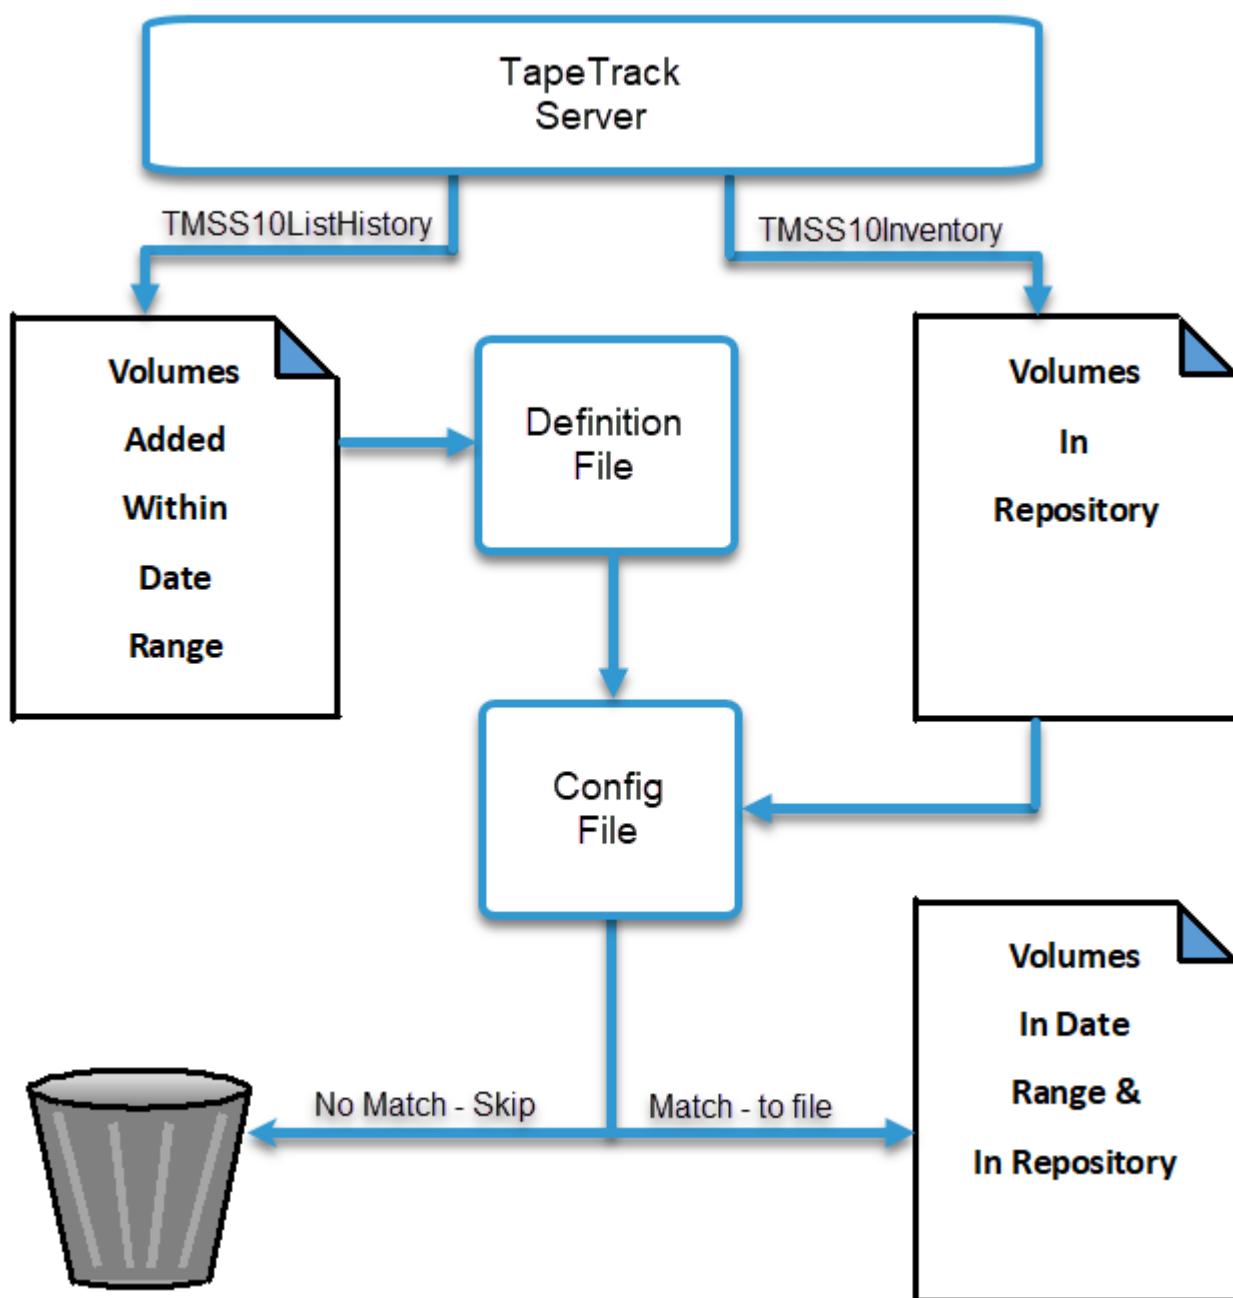 TapeTrack
Server
TMSS10ListHistory
TMSS10Inventory
Volumes
Added
Within
Date
Range
Definition
File
Volumes
In
Repository
Config
File
No Match - Skip
Match - to file
Volumes
In Date
Range &
In Repository